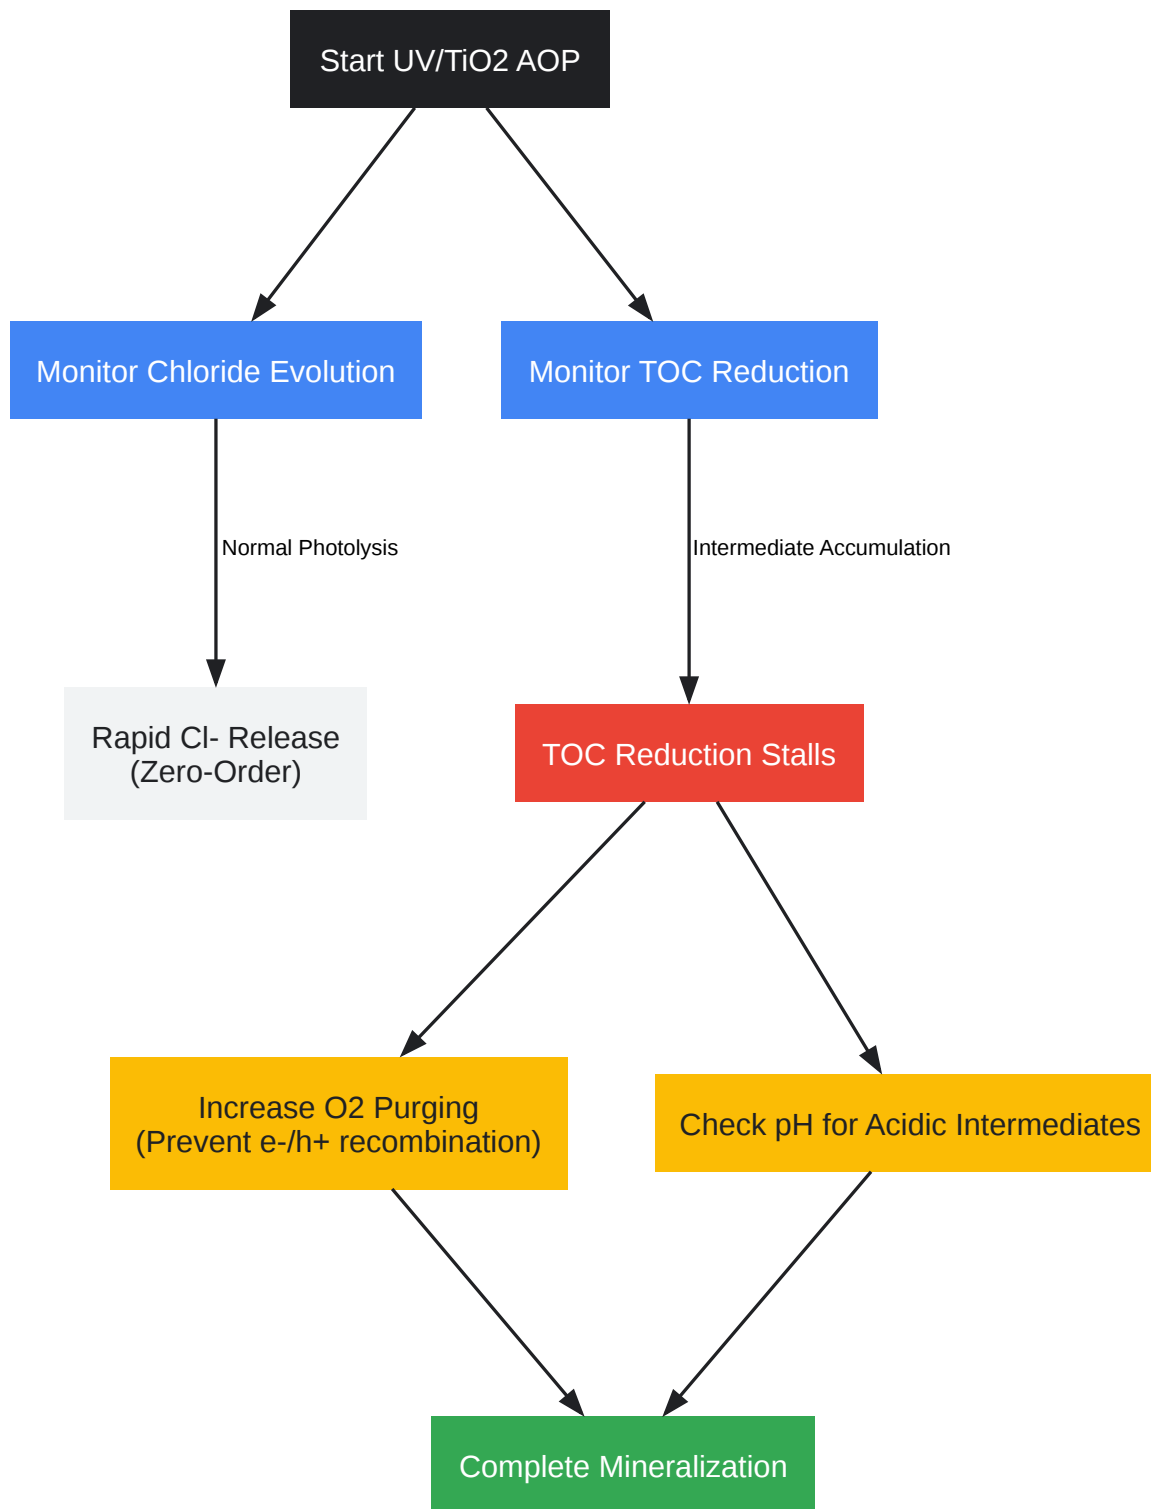 Start UV/TiO2 AOP
Monitor Chloride Evolution
Monitor TOC Reduction
Normal Photolysis
Intermediate Accumulation
Rapid Cl- Release
(Zero-Order)
TOC Reduction Stalls
Increase O2 Purging
(Prevent e-/h+ recombination)
Check pH for Acidic Intermediates
Complete Mineralization